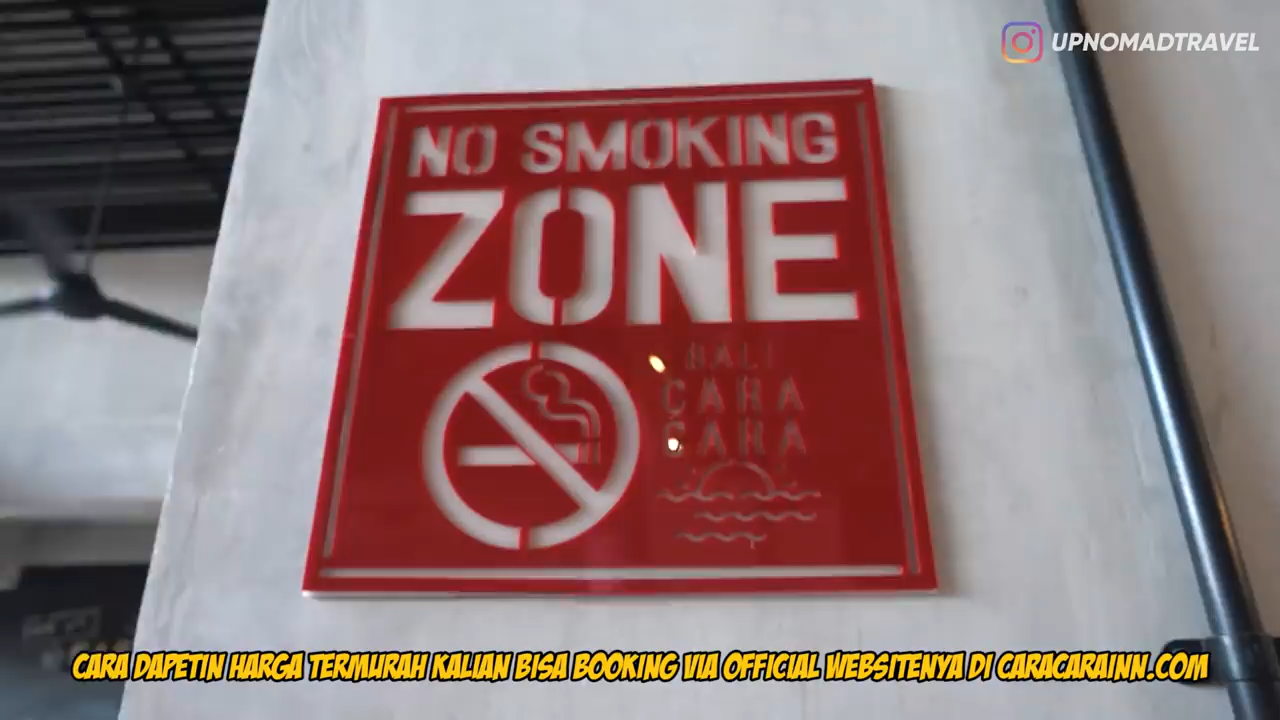 UPNOMADTRAVEL
NO SMOKING
ZONE
BALI
CARA
CARA
CARA DAPETIN HARGA TERMURAH KALIAN BISA BOOKING VIA OFFICIAL WEBSITENYA DI CARACARAINN.COM